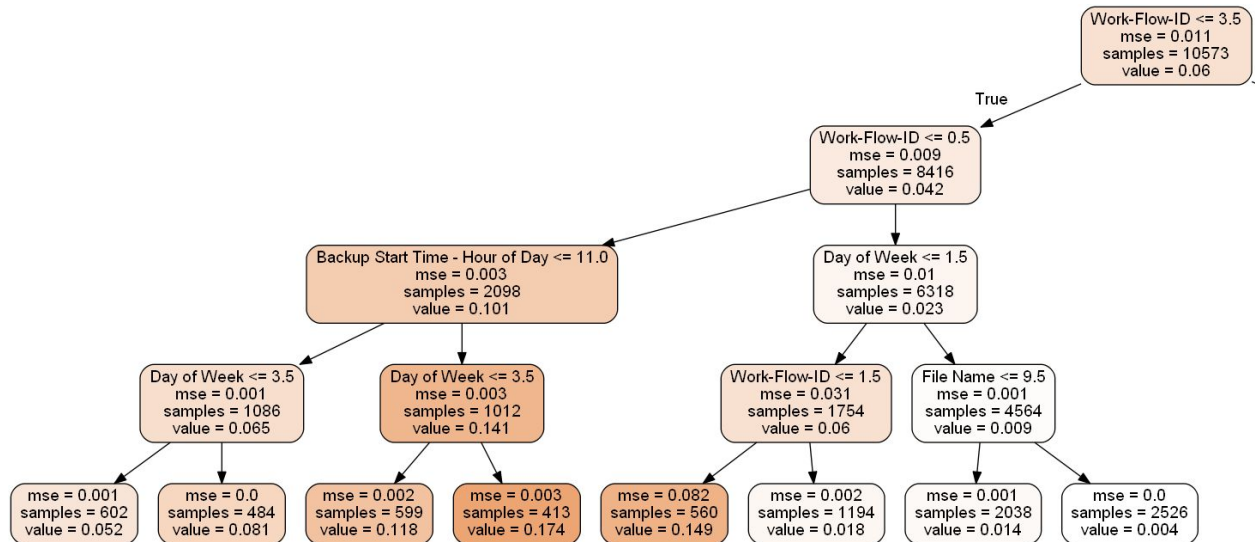 Work-Flow-ID <= 3.5
mse = 0.011
samples = 10573
value = 0.06
True
Work-Flow-ID <= 0.5
mse = 0.009
samples = 8416
value = 0.042
Backup Start Time - Hour of Day <= 11.0
mse = 0.003
samples = 2098
value = 0.101
Day of Week <= 1.5
mse = 0.01
samples = 6318
value = 0.023
Day of Week <= 3.5
mse = 0.001
samples = 1086
value = 0.065
Day of Week <= 3.5
mse = 0.003
samples = 1012
value = 0.141
Work-Flow-ID <= 1.5
mse = 0.031
samples = 1754
value = 0.06
File Name <= 9.5
mse = 0.001
samples = 4564
value = 0.009
mse = 0.001
samples = 602
value = 0.052
mse = 0.0
samples = 484
value = 0.081
mse = 0.002
samples = 599
value = 0.118
mse = 0.003
samples = 413
value = 0.174
mse = 0.082
samples = 560
value = 0.149
mse = 0.002
samples = 1194
value = 0.018
mse = 0.001
samples = 2038
value = 0.014
mse = 0.0
samples = 2526
value = 0.004